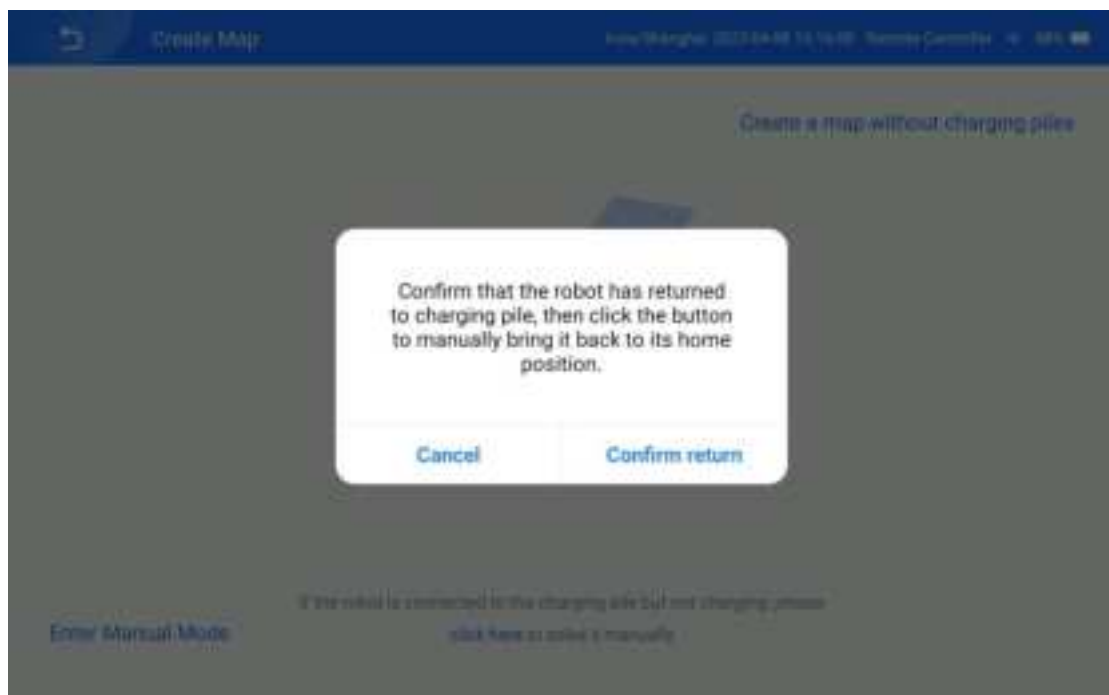 Create Map
Remote Controller
Create a map without charging piles
Confirm that the robot has returned
to charging pile, then click the button
to manually bring it back to its home
position.
Cancel
Confirm return
If the robot is connected to the charging pile but not charging, please
Enter Manual Mode
click here to solve it manually